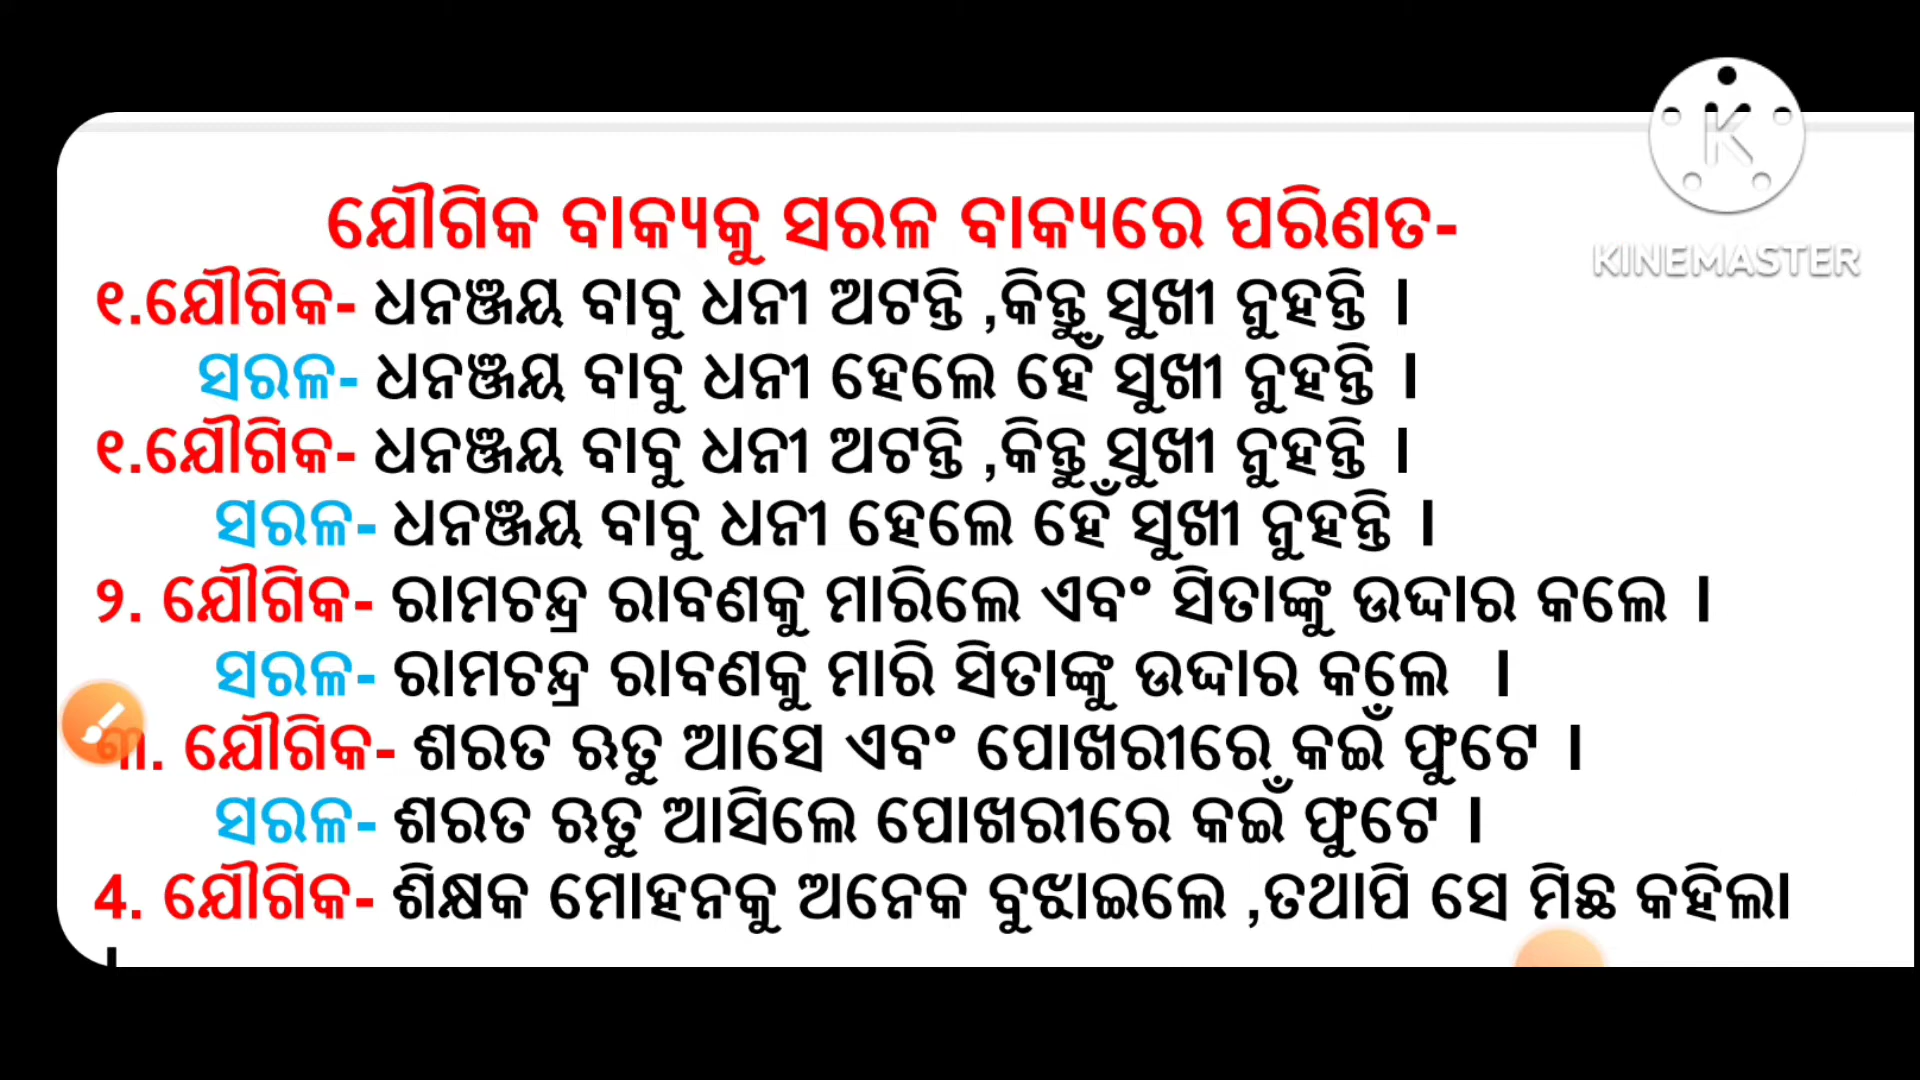 ଯୌଗିକ ବାକ୍ୟକୁ ସରଳ ବାକ୍ୟରେ ପରିଣତ-
KINEMASTER
୧.ଯୌଗିକ- ଧନଞ୍ଜୟ ବାବୁ ଧନୀ ଅଟନ୍ତି ,କିନ୍ତୁ ସୁଖୀ ନୁହନ୍ତି ।
ସରଳ- ଧନଞ୍ଜୟ ବାବୁ ଧନୀ ହେଲେ ହେଁ ସୁଖୀ ନୁହନ୍ତି ।
୧.ଯୌଗିକ- ଧନଞ୍ଜୟ ବାବୁ ଧନୀ ଅଟନ୍ତି ,କିନ୍ତୁ ସୁଖୀ ନୁହନ୍ତି ।
ସରଳ- ଧନଞ୍ଜୟ ବାବୁ ଧନୀ ହେଲେ ହେଁ ସୁଖୀ ନୁହନ୍ତି ।
୨. ଯୌଗିକ- ରାମଚନ୍ଦ୍ର ରାବଣକୁ ମାରିଲେ ଏବଂ ସିତାଙ୍କୁ ଉଦ୍ଦାର କଲେ ।
ସରଳ- ରାମଚନ୍ଦ୍ର ରାବଣକୁ ମାରି ସିତାଙ୍କୁ ଉଦ୍ଦାର କଲେ ।
୩. ଯୌଗିକ- ଶରତ ଋତୁ ଆସେ ଏବଂ ପୋଖରୀରେ କଇଁ ଫୁଟେ ।
ସରଳ- ଶରତ ଋତୁ ଆସିଲେ ପୋଖରୀରେ କଇଁ ଫୁଟେ ।
4. ଯୌଗିକ- ଶିକ୍ଷକ ମୋହନକୁ ଅନେକ ବୁଝାଇଲେ ,ତଥାପି ସେ ମିଛ କହିଲା
।